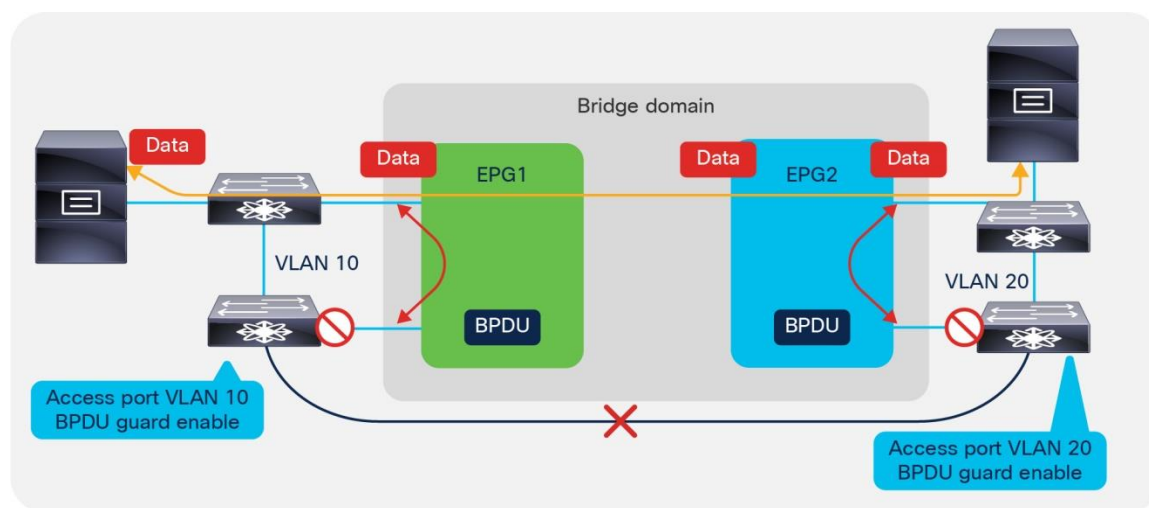 Bridge domain
Data
Data
EPG1
Data
EPG2
Data
VLAN 10
VLAN 20
BPDU
BPDU
Access port VLAN 10
BPDU guard enable
Access port VLAN 20
BPDU guard enable